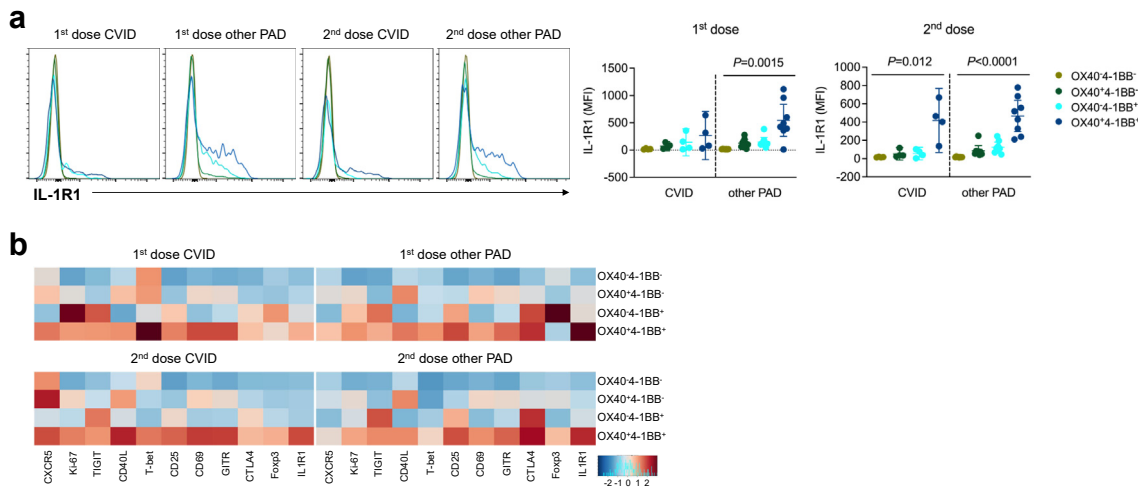 a
1st dose CVID
1st dose other PAD
2nd dose CVID
2nd dose other PAD
IL-1R1
1st dose
P=0.0015
IL-1R1 (MFI)
1500
1000
500
0
-500
CVID
other PAD
2nd dose
P=0.012
P<0.0001
IL-1R1 (MFI)
1000
800
600
400
200
0
-200
CVID
other PAD
OX40-4-1BB-
OX40+4-1BB-
OX40-4-1BB+
OX40+4-1BB+
b
1st dose CVID
1st dose other PAD
OX40-4-1BB-
OX40+4-1BB-
OX40-4-1BB+
OX40+4-1BB+
2nd dose CVID
2nd dose other PAD
OX40-4-1BB-
OX40+4-1BB-
OX40-4-1BB+
OX40+4-1BB+
CXCR5
Ki-67
TIGIT
CD40L
T-bet
CD25
CD69
GITR
CTLA4
Foxp3
IL1R1
CXCR5
Ki-67
TIGIT
CD40L
T-bet
CD25
CD69
GITR
CTLA4
Foxp3
IL1R1
-2 -1 0 1 2